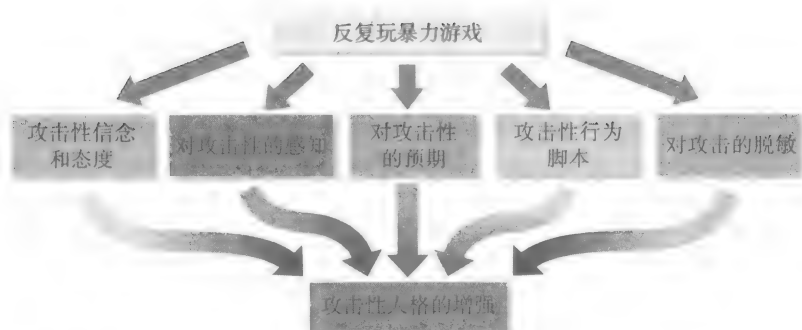 反复玩暴力游戏
攻击性信念
和态度
对攻击性的感知
对攻击性
的预期
攻击性行为
脚本
对攻击的脱敏
攻击性人格的增强